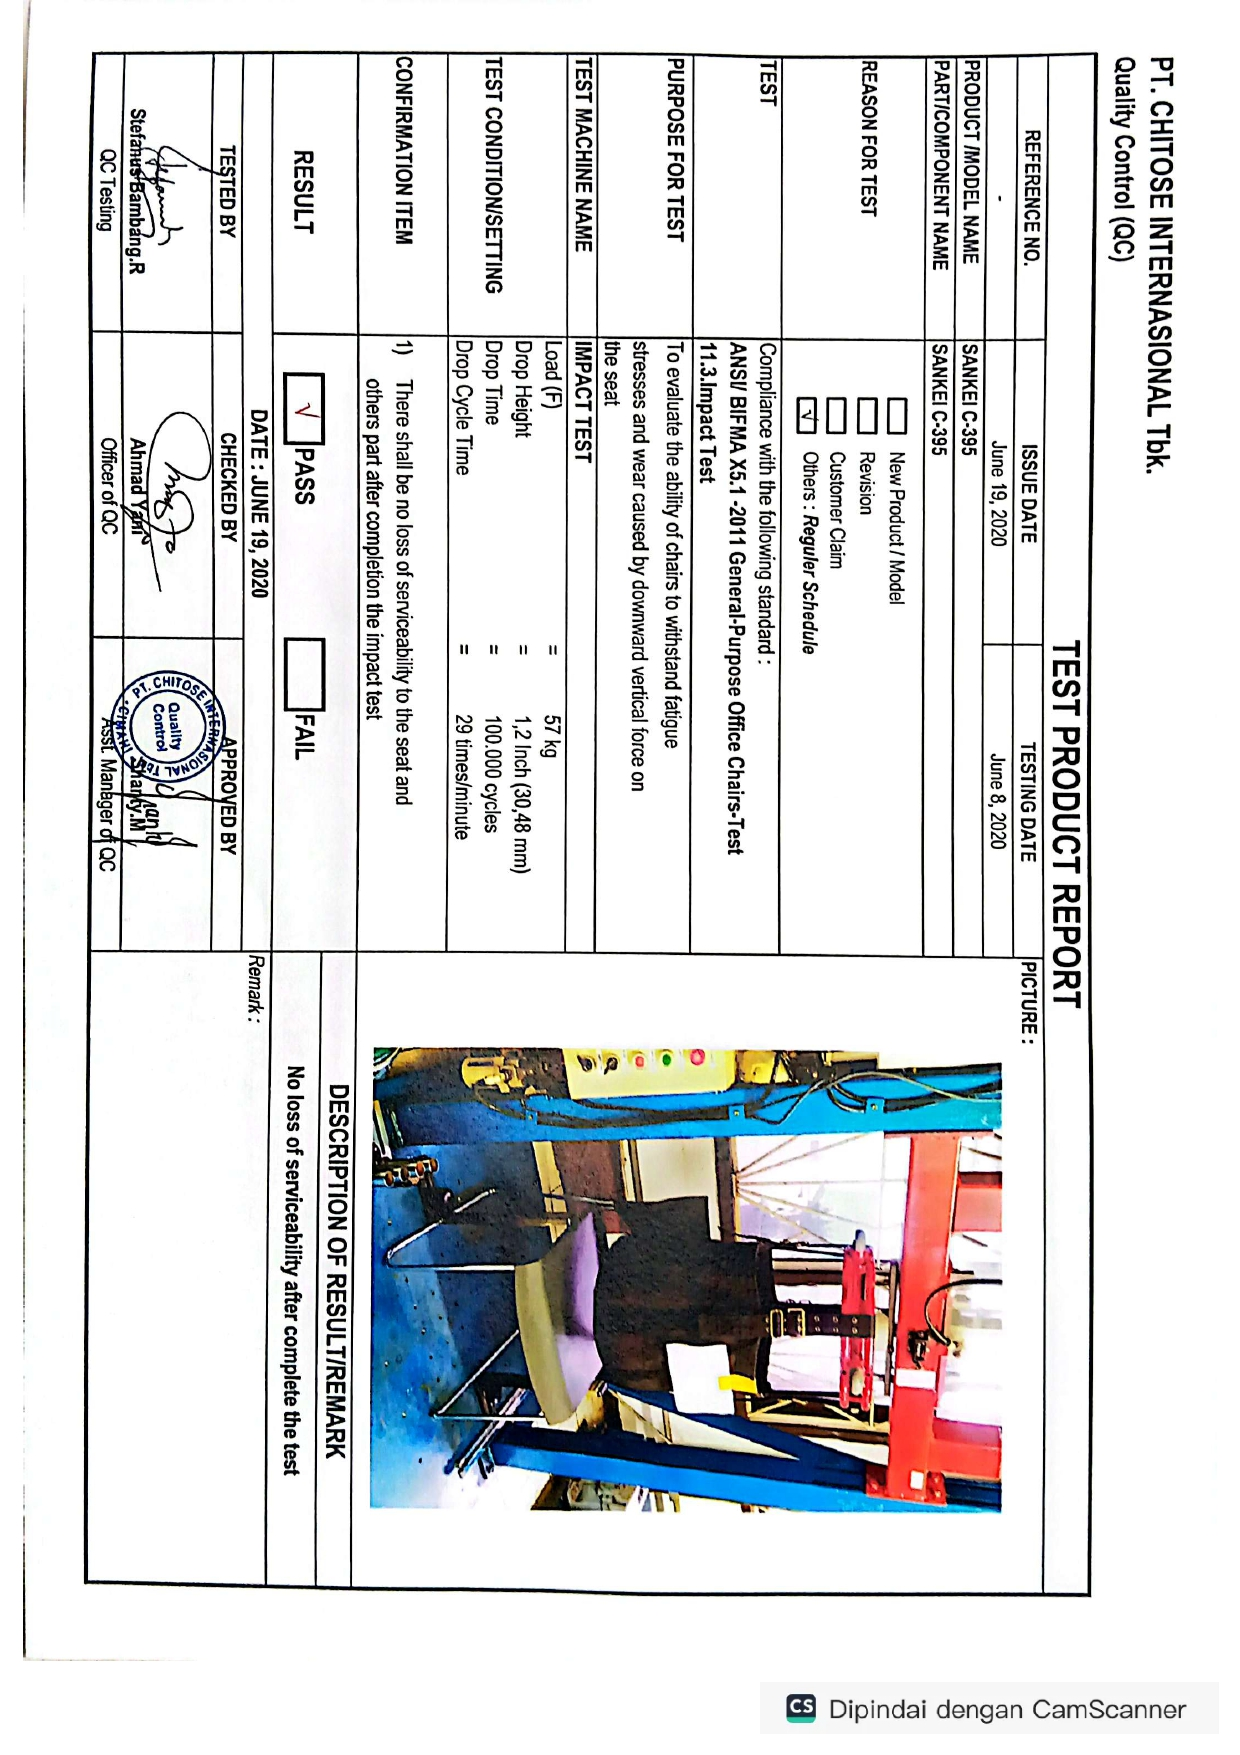 PT. CHITOSE INTERNASIONAL Tbk.
Quality Control (QC)
TEST PRODUCT REPORT
REFERENCE NO.
ISSUE DATE
TESTING DATE
PICTURE :
-
June 19, 2020
June 8, 2020
PRODUCT /MODEL NAME
SANKEI C-395
PART/COMPONENT NAME
SANKEI C-395
REASON FOR TEST
New Product / Model
Revision
Customer Claim
√ Others : Reguler Schedule
TEST
Compliance with the following standard :
ANSI/ BIFMA X5.1 -2011 General-Purpose Office Chairs-Test
11.3.Impact Test
PURPOSE FOR TEST
To evaluate the ability of chairs to withstand fatigue
stresses and wear caused by downward vertical force on
the seat
TEST MACHINE NAME
IMPACT TEST
TEST CONDITION/SETTING
Load (F) = 57 kg
Drop Height = 1,2 Inch (30,48 mm)
Drop Time = 100.000 cycles
Drop Cycle Time = 29 times/minute
CONFIRMATION ITEM
1) There shall be no loss of serviceability to the seat and
others part after completion the impact test
RESULT
√ PASS
FAIL
DESCRIPTION OF RESULT/REMARK
No loss of serviceability after complete the test
DATE : JUNE 19, 2020
Remark :
TESTED BY
CHECKED BY
APPROVED BY
Stefanus Bambang.R
Ahmad Yani
Shanty.M
QC Testing
Officer of QC
Asst. Manager of QC
PT. CHITOSE INTERNASIONAL Tbk
Quality
Control
CIMAHI
CS Dipindai dengan CamScanner